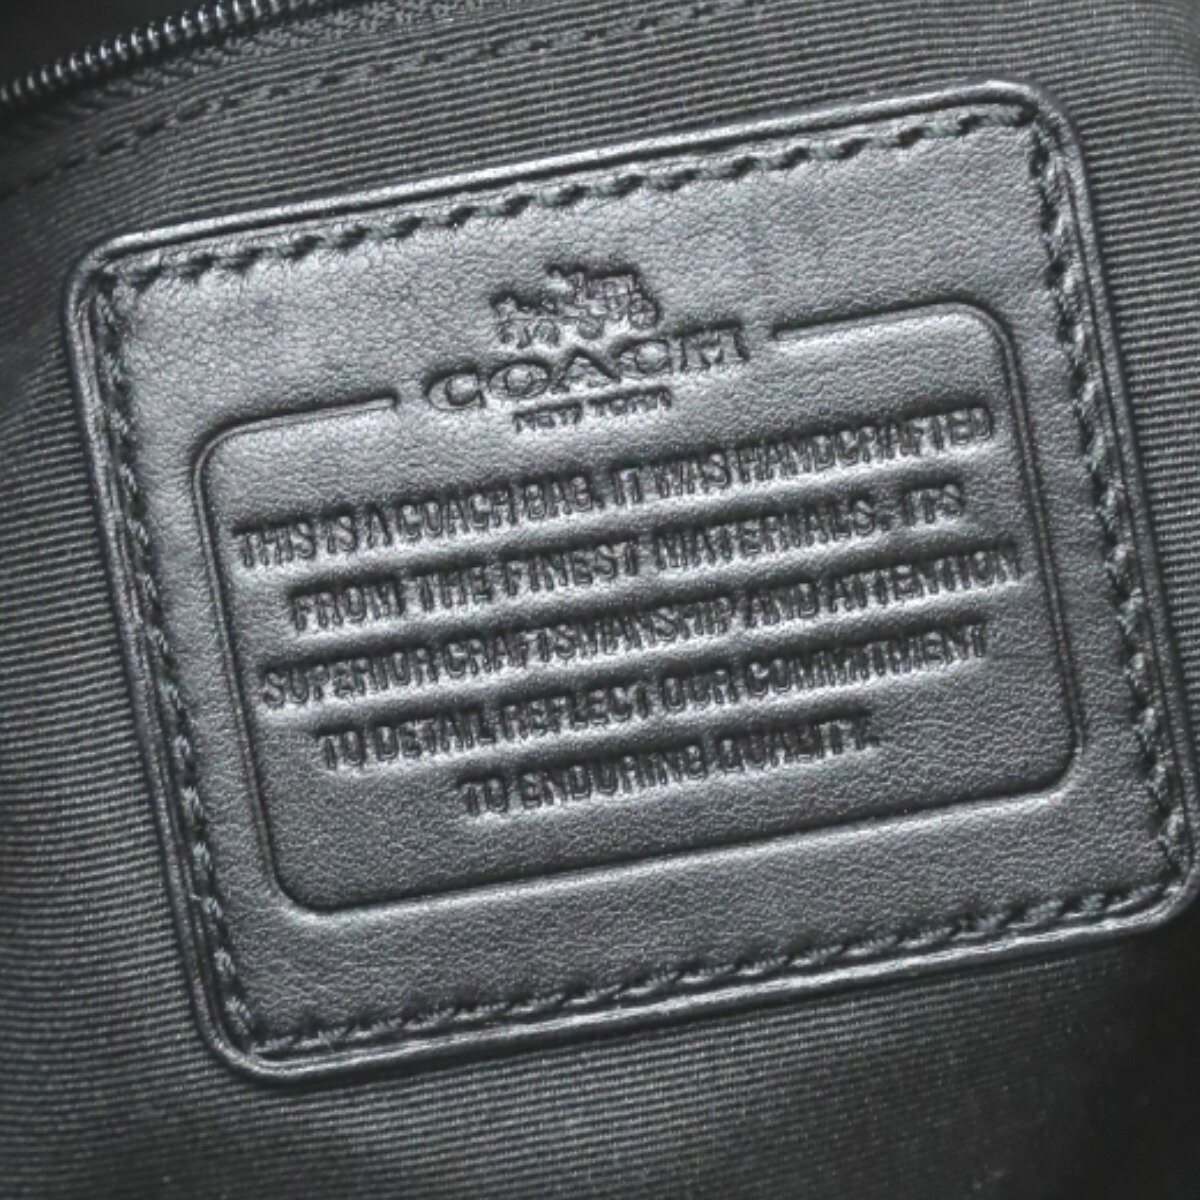 COACH
NEW YORK
THIS IS A COACH BAG. IT WAS HANDCRAFTED
FROM THE FINEST MATERIALS. ITS
SUPERIOR CRAFTSMANSHIP AND ATTENTION
TO DETAIL REFLECT OUR COMMITMENT
TO ENDURING QUALITY.